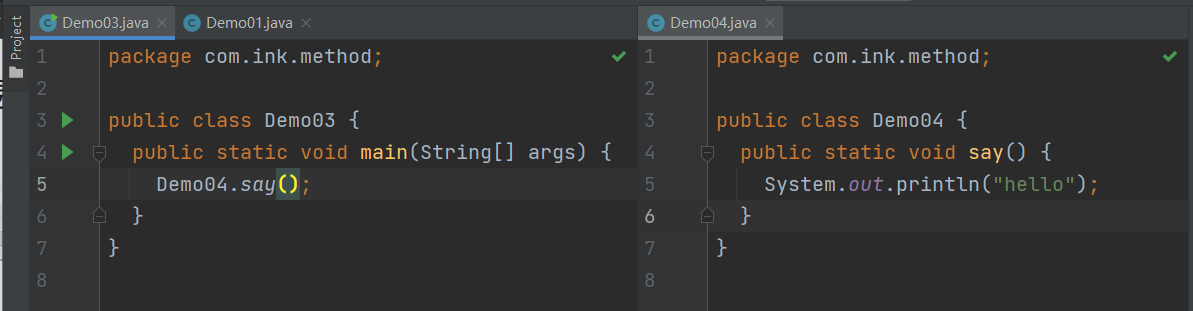 Project
Demo03.java
Demo01.java
1 package com.ink.method;
2
3 public class Demo03 {
4 public static void main(String[] args) {
5 Demo04.say();
6 }
7 }
8
Demo04.java
1 package com.ink.method;
2
3 public class Demo04 {
4 public static void say() {
5 System.out.println("hello");
6 }
7 }
8